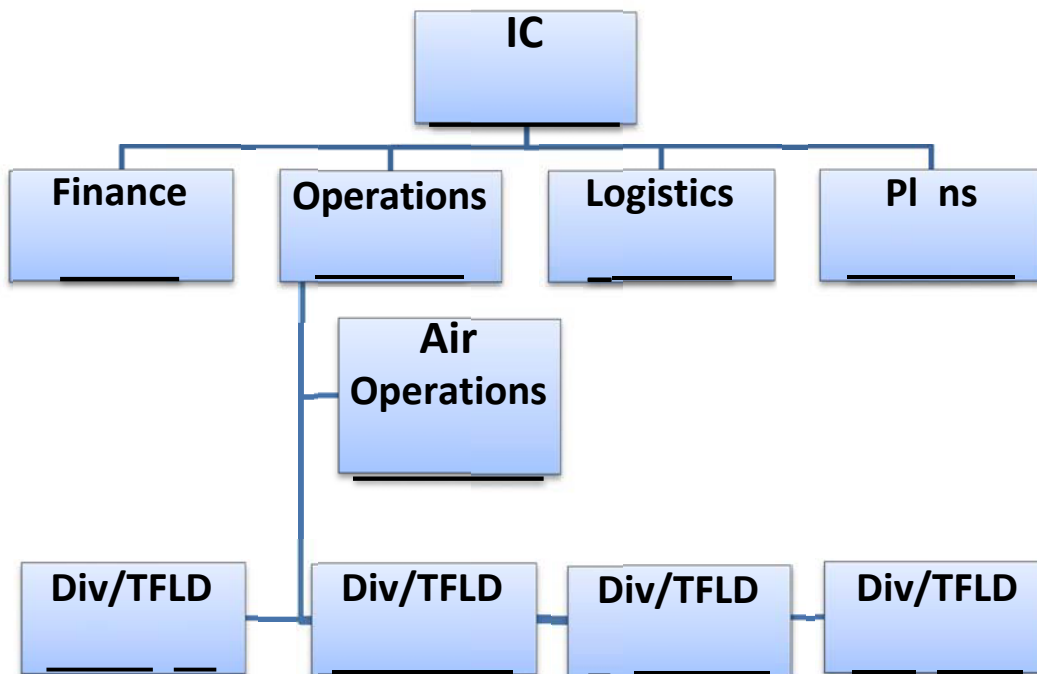 IC
Finance
Operations
Logistics
Pl ns
Air
Operations
Div/TFLD
Div/TFLD
Div/TFLD
Div/TFLD